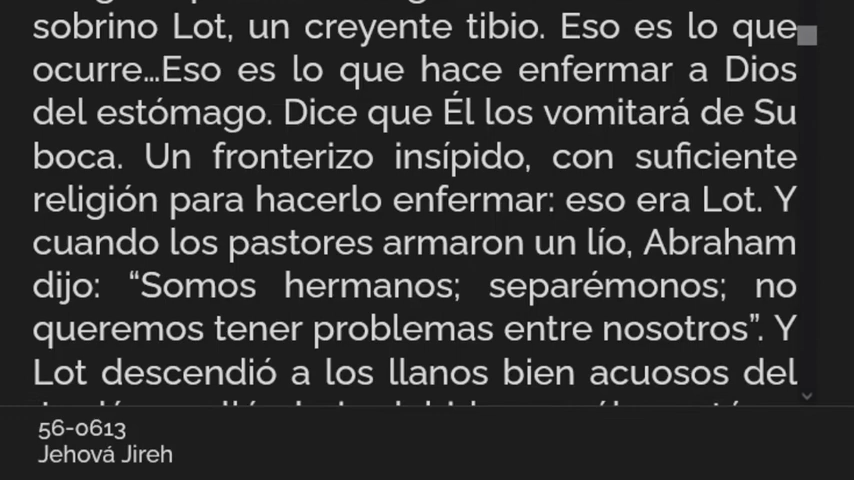 sobrino Lot, un creyente tibio. Eso es lo que
ocurre…Eso es lo que hace enfermar a Dios
del estómago. Dice que Él los vomitará de Su
boca. Un fronterizo insípido, con suficiente
religión para hacerlo enfermar: eso era Lot. Y
cuando los pastores armaron un lío, Abraham
dijo: “Somos hermanos; separémonos; no
queremos tener problemas entre nosotros”. Y
Lot descendió a los llanos bien acuosos del
56-0613
Jehová Jireh